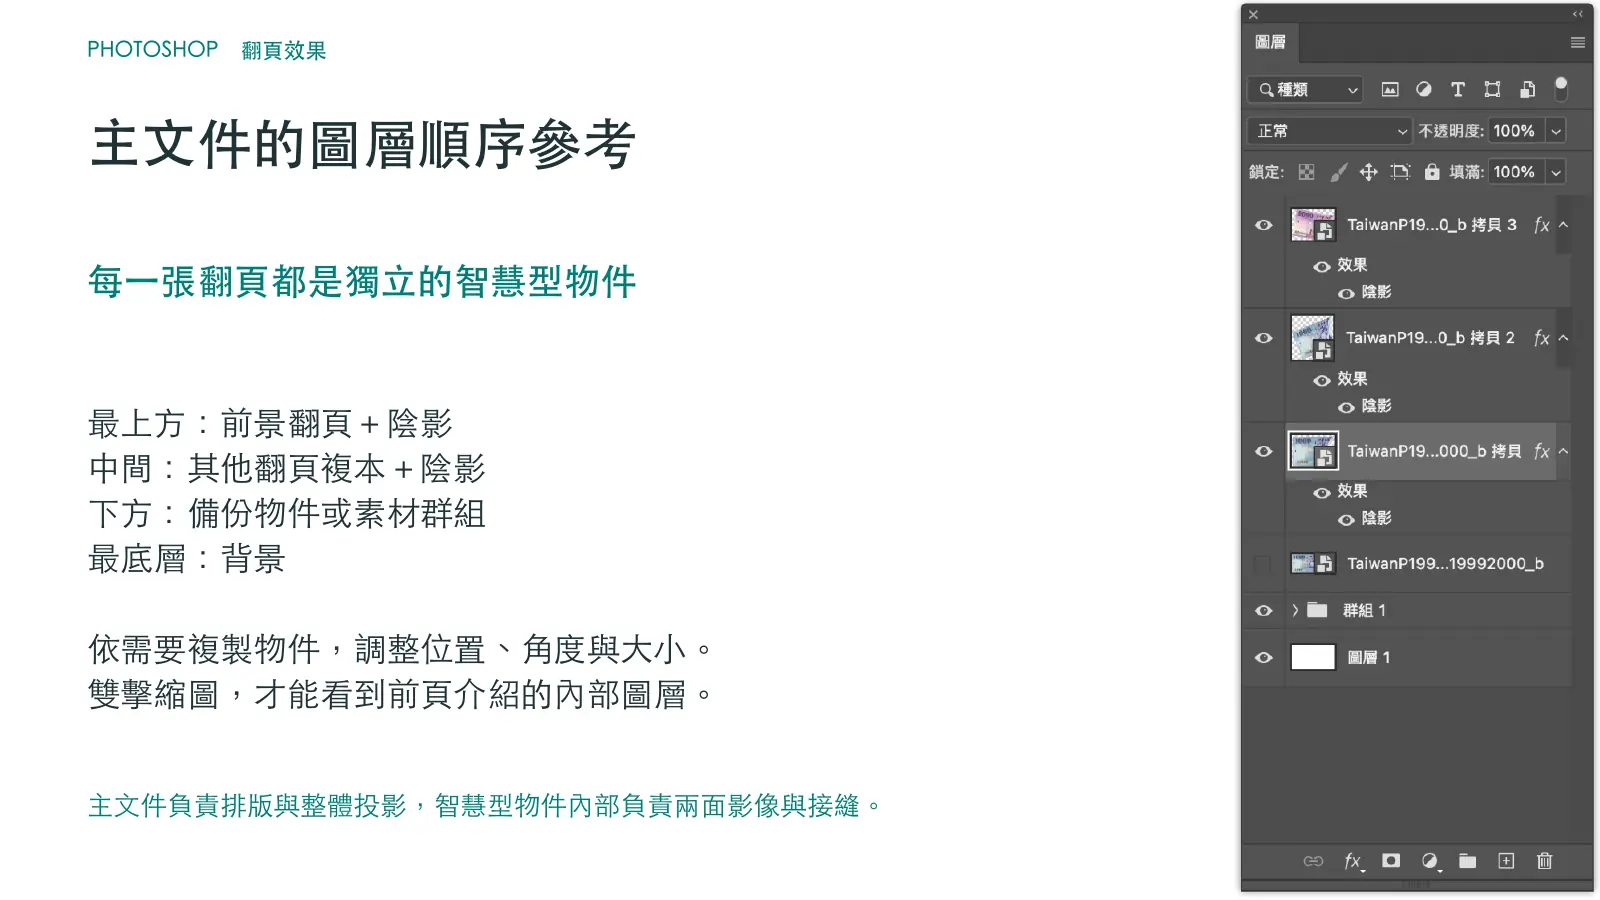 PHOTOSHOP 翻頁效果
主文件的圖層順序參考
每一張翻頁都是獨立的智慧型物件
最上方：前景翻頁＋陰影
中間：其他翻頁複本＋陰影
下方：備份物件或素材群組
最底層：背景
依需要複製物件，調整位置、角度與大小。
雙擊縮圖，才能看到前頁介紹的內部圖層。
主文件負責排版與整體投影，智慧型物件內部負責兩面影像與接縫。
圖層
種類
正常 不透明度: 100%
鎖定: 填滿: 100%
TaiwanP19...0_b 拷貝 3 fx
效果
陰影
TaiwanP19...0_b 拷貝 2 fx
效果
陰影
TaiwanP19...000_b 拷貝 fx
效果
陰影
TaiwanP199...19992000_b
群組 1
圖層 1
fx